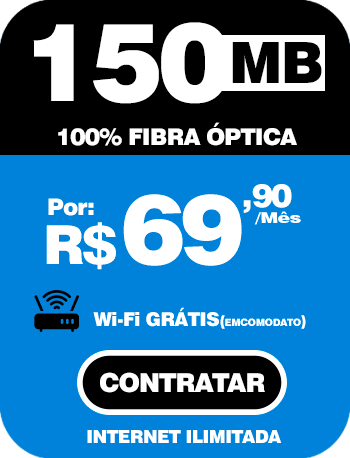 150 MB
100% FIBRA ÓPTICA
Por:
R$ 69,90
/Mês
Wi-Fi GRÁTIS(EMCOMODATO)
CONTRATAR
INTERNET ILIMITADA